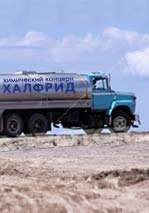 ХИМИЧЕСКИЙ КОНЦЕРН
ХАЛФРИД